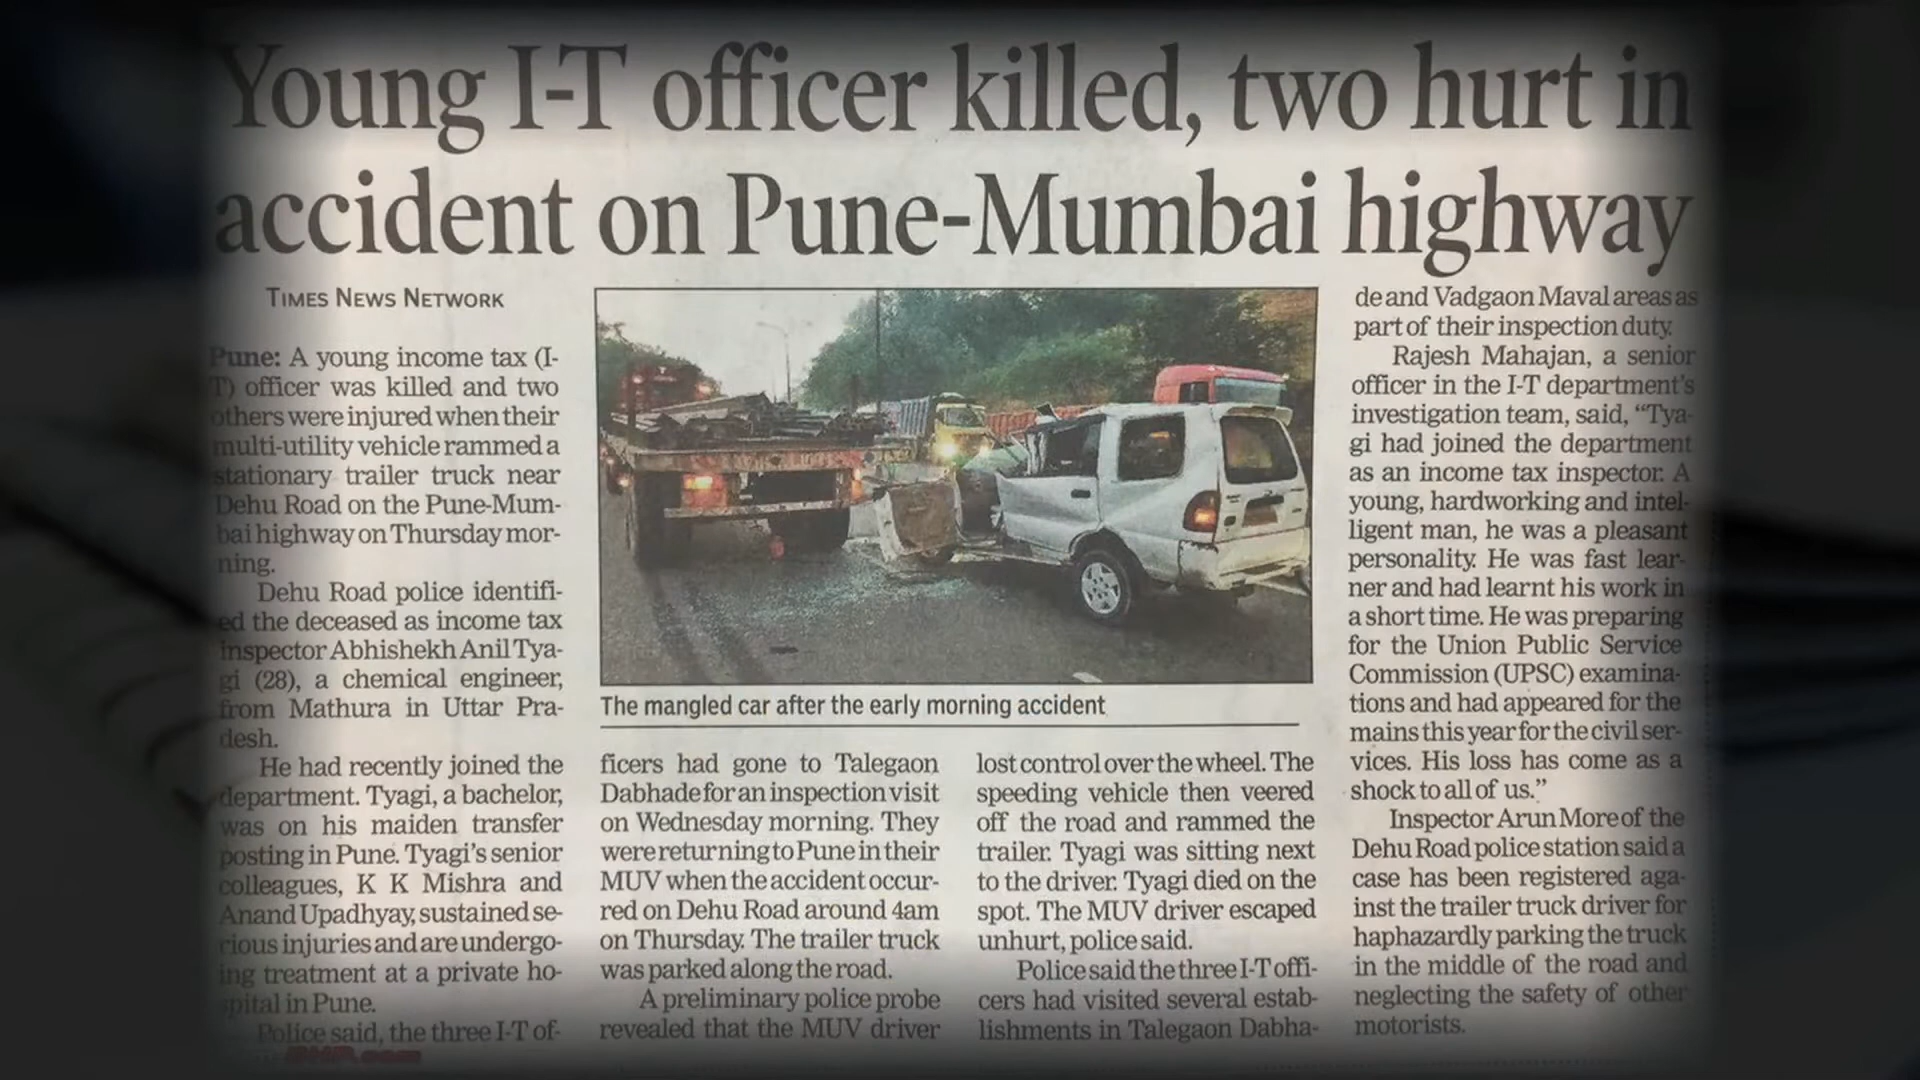 Young I-T officer killed, two hurt in
accident on Pune-Mumbai highway
TIMES NEWS NETWORK
Pune: A young income tax (I-
T) officer was killed and two
others were injured when their
multi-utility vehicle rammed a
stationary trailer truck near
Dehu Road on the Pune-Mum-
bai highway on Thursday mor-
ning.
Dehu Road police identifi-
ed the deceased as income tax
inspector Abhishekh Anil Tya-
gi (28), a chemical engineer,
from Mathura in Uttar Pra-
desh.
He had recently joined the
department. Tyagi, a bachelor,
was on his maiden transfer
posting in Pune. Tyagi's senior
colleagues, K K Mishra and
Anand Upadhyay, sustained se-
rious injuries and are undergo-
ing treatment at a private ho-
spital in Pune.
Police said, the three I-T of-
The mangled car after the early morning accident
ficers had gone to Talegaon
Dabhade for an inspection visit
on Wednesday morning. They
were returning to Pune in their
MUV when the accident occur-
red on Dehu Road around 4am
on Thursday. The trailer truck
was parked along the road.
A preliminary police probe
revealed that the MUV driver
lost control over the wheel. The
speeding vehicle then veered
off the road and rammed the
trailer. Tyagi was sitting next
to the driver. Tyagi died on the
spot. The MUV driver escaped
unhurt, police said.
Police said the three I-T offi-
cers had visited several estab-
lishments in Talegaon Dabha-
de and Vadgaon Maval areas as
part of their inspection duty.
Rajesh Mahajan, a senior
officer in the I-T department's
investigation team, said, "Tya-
gi had joined the department
as an income tax inspector. A
young, hardworking and intel-
ligent man, he was a pleasant
personality. He was fast lear-
ner and had learnt his work in
a short time. He was preparing
for the Union Public Service
Commission (UPSC) examina-
tions and had appeared for the
mains this year for the civil ser-
vices. His loss has come as a
shock to all of us."
Inspector Arun More of the
Dehu Road police station said a
case has been registered aga-
inst the trailer truck driver for
haphazardly parking the truck
in the middle of the road and
neglecting the safety of other
motorists.